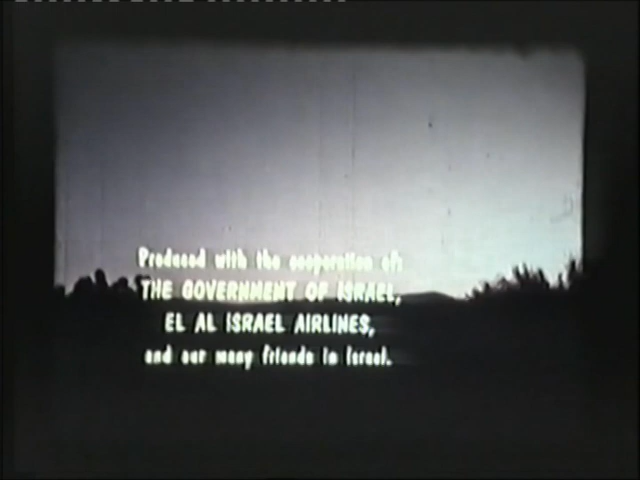 Produced with the cooperation of:
THE GOVERNMENT OF ISRAEL,
EL AL ISRAEL AIRLINES,
and our many friends in Israel.